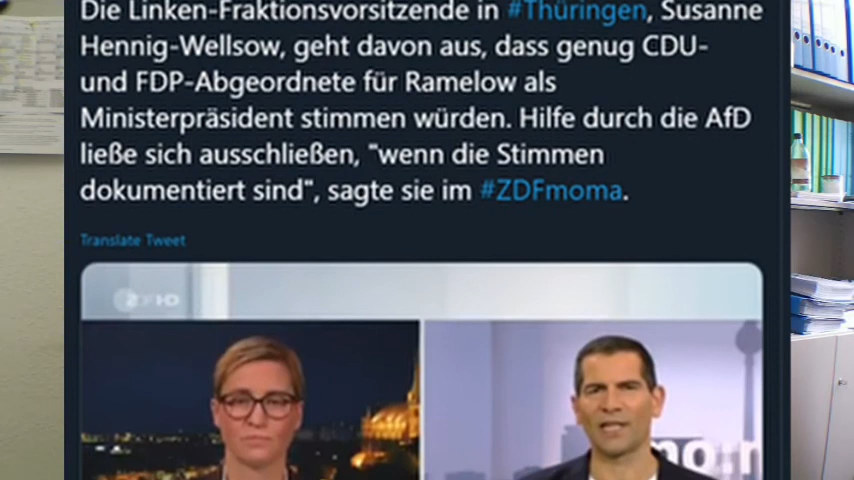 Die Linken-Fraktionsvorsitzende in #Thüringen, Susanne
Hennig-Wellsow, geht davon aus, dass genug CDU-
und FDP-Abgeordnete für Ramelow als
Ministerpräsident stimmen würden. Hilfe durch die AfD
ließe sich ausschließen, "wenn die Stimmen
dokumentiert sind", sagte sie im #ZDFmoma.
Translate Tweet
ZDF HD
mo:m